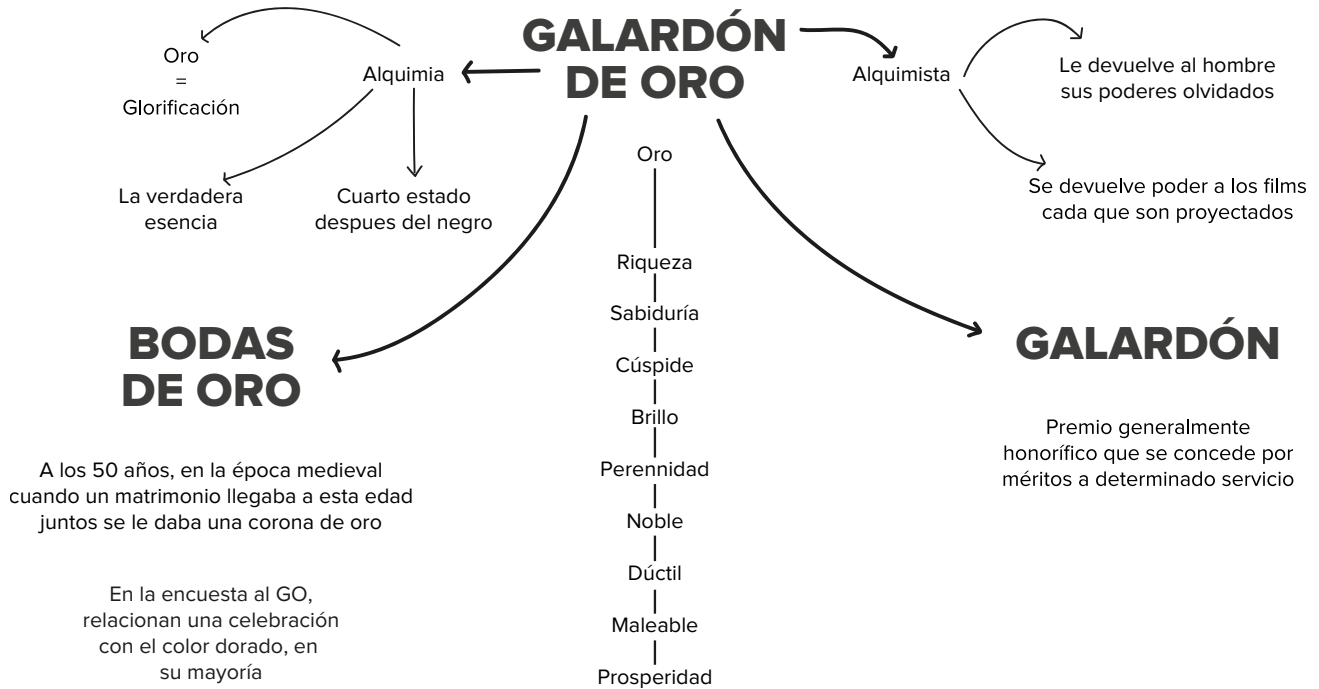 GALARDÓN
DE ORO
Oro
=
Glorificación
Alquimia
La verdadera
esencia
Cuarto estado
despues del negro
Alquimista
Le devuelve al hombre
sus poderes olvidados
Se devuelve poder a los films
cada que son proyectados
Oro
Riqueza
Sabiduría
Cúspide
Brillo
Perennidad
Noble
Dúctil
Maleable
Prosperidad
BODAS
DE ORO
A los 50 años, en la época medieval
cuando un matrimonio llegaba a esta edad
juntos se le daba una corona de oro
En la encuesta al GO,
relacionan una celebración
con el color dorado, en
su mayoría
GALARDÓN
Premio generalmente
honorífico que se concede por
méritos a determinado servicio